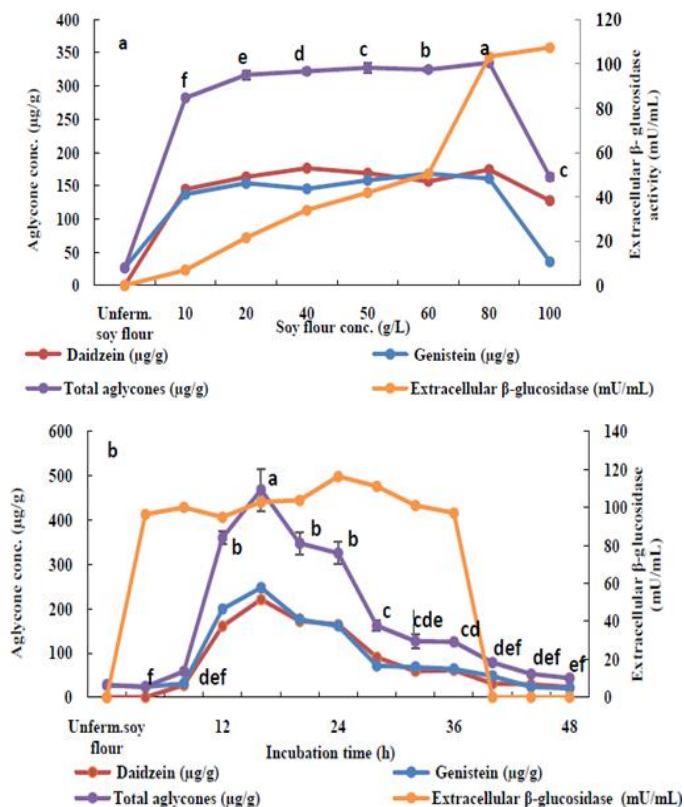 400
350
300
250
200
150
100
50
0
Aglycone conc. (µg/g)
a
f
e
d
c
b
a
c
120
100
80
60
40
20
0
Extracellular β- glucosidase
activity (mU/mL)
Unferm. 10 20 40 50 60 80 100
soy flour
Soy flour conc. (g/L)
Daidzein (µg/g)
Genistein (µg/g)
Total aglycones (µg/g)
Extracellular β-glucosidase (mU/mL)
600
500
400
300
200
100
0
Aglycone conc. (µg/g)
b
f
def
b
a
b
b
c
cde
cd
def
def
ef
140
120
100
80
60
40
20
0
Extracellular β-glucosidase
(mU/mL)
Unferm.soy 12 24 36 48
flour
Incubation time (h)
Daidzein (µg/g)
Genistein (µg/g)
Total aglycones (µg/g)
Extracellular β-glucosidase (mU/mL)